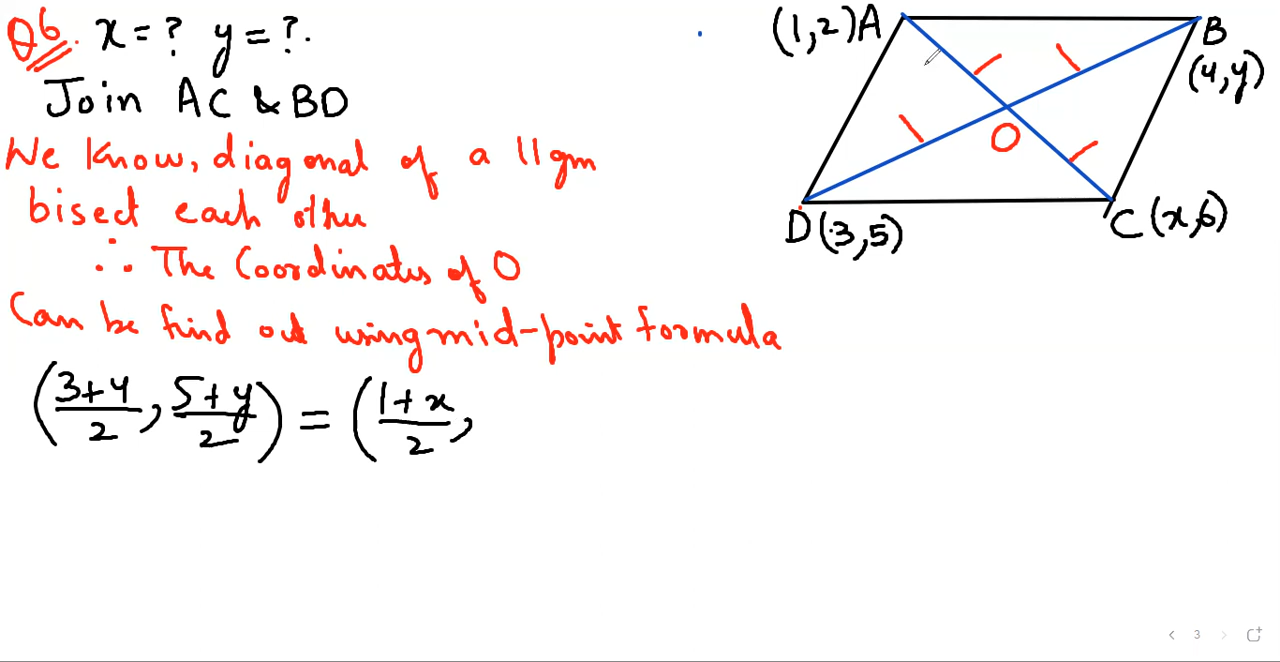 Q6. x = ? y = ?.
Join AC & BD
We Know, diagonal of a 11gm
bisect each other
∴ The Coordinates of O
Can be find out using mid-point formula
(3+4/2, 5+y/2) = (1+x/2,
(1,2)A
B
(4,y)
O
D(3,5)
C(x,6)
< 3 >